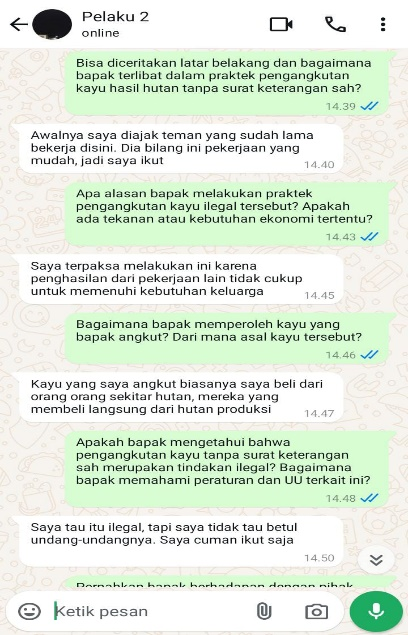 Pelaku 2
online
Bisa diceritakan latar belakang dan bagaimana
bapak terlibat dalam praktek pengangkutan
kayu hasil hutan tanpa surat keterangan sah?
14.39
Awalnya saya diajak teman yang sudah lama
bekerja disini. Dia bilang ini pekerjaan yang
mudah, jadi saya ikut
14.40
Apa alasan bapak melakukan praktek
pengangkutan kayu ilegal tersebut? Apakah
ada tekanan atau kebutuhan ekonomi tertentu?
14.43
Saya terpaksa melakukan ini karena
penghasilan dari pekerjaan lain tidak cukup
untuk memenuhi kebutuhan keluarga
14.45
Bagaimana bapak memperoleh kayu yang
bapak angkut? Dari mana asal kayu tersebut?
14.46
Kayu yang saya angkut biasanya saya beli dari
orang orang sekitar hutan, mereka yang
membeli langsung dari hutan produksi
14.47
Apakah bapak mengetahui bahwa
pengangkutan kayu tanpa surat keterangan
sah merupakan tindakan ilegal? Bagaimana
bapak memahami peraturan dan UU terkait ini?
14.48
Saya tau itu ilegal, tapi saya tidak tau betul
undang-undangnya. Saya cuman ikut saja
14.50
Pernahkan bapak berhadapan dengan pihak
Ketik pesan